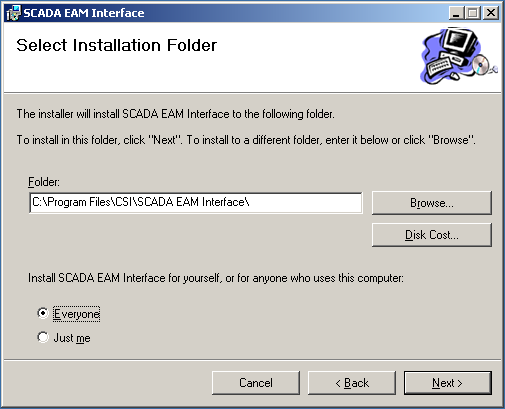 SCADA EAM Interface
Select Installation Folder
The installer will install SCADA EAM Interface to the following folder.
To install in this folder, click "Next". To install to a different folder, enter it below or click "Browse".
Folder:
C:\Program Files\CSI\SCADA EAM Interface\
Browse...
Disk Cost...
Install SCADA EAM Interface for yourself, or for anyone who uses this computer:
Everyone
Just me
Cancel
< Back
Next >